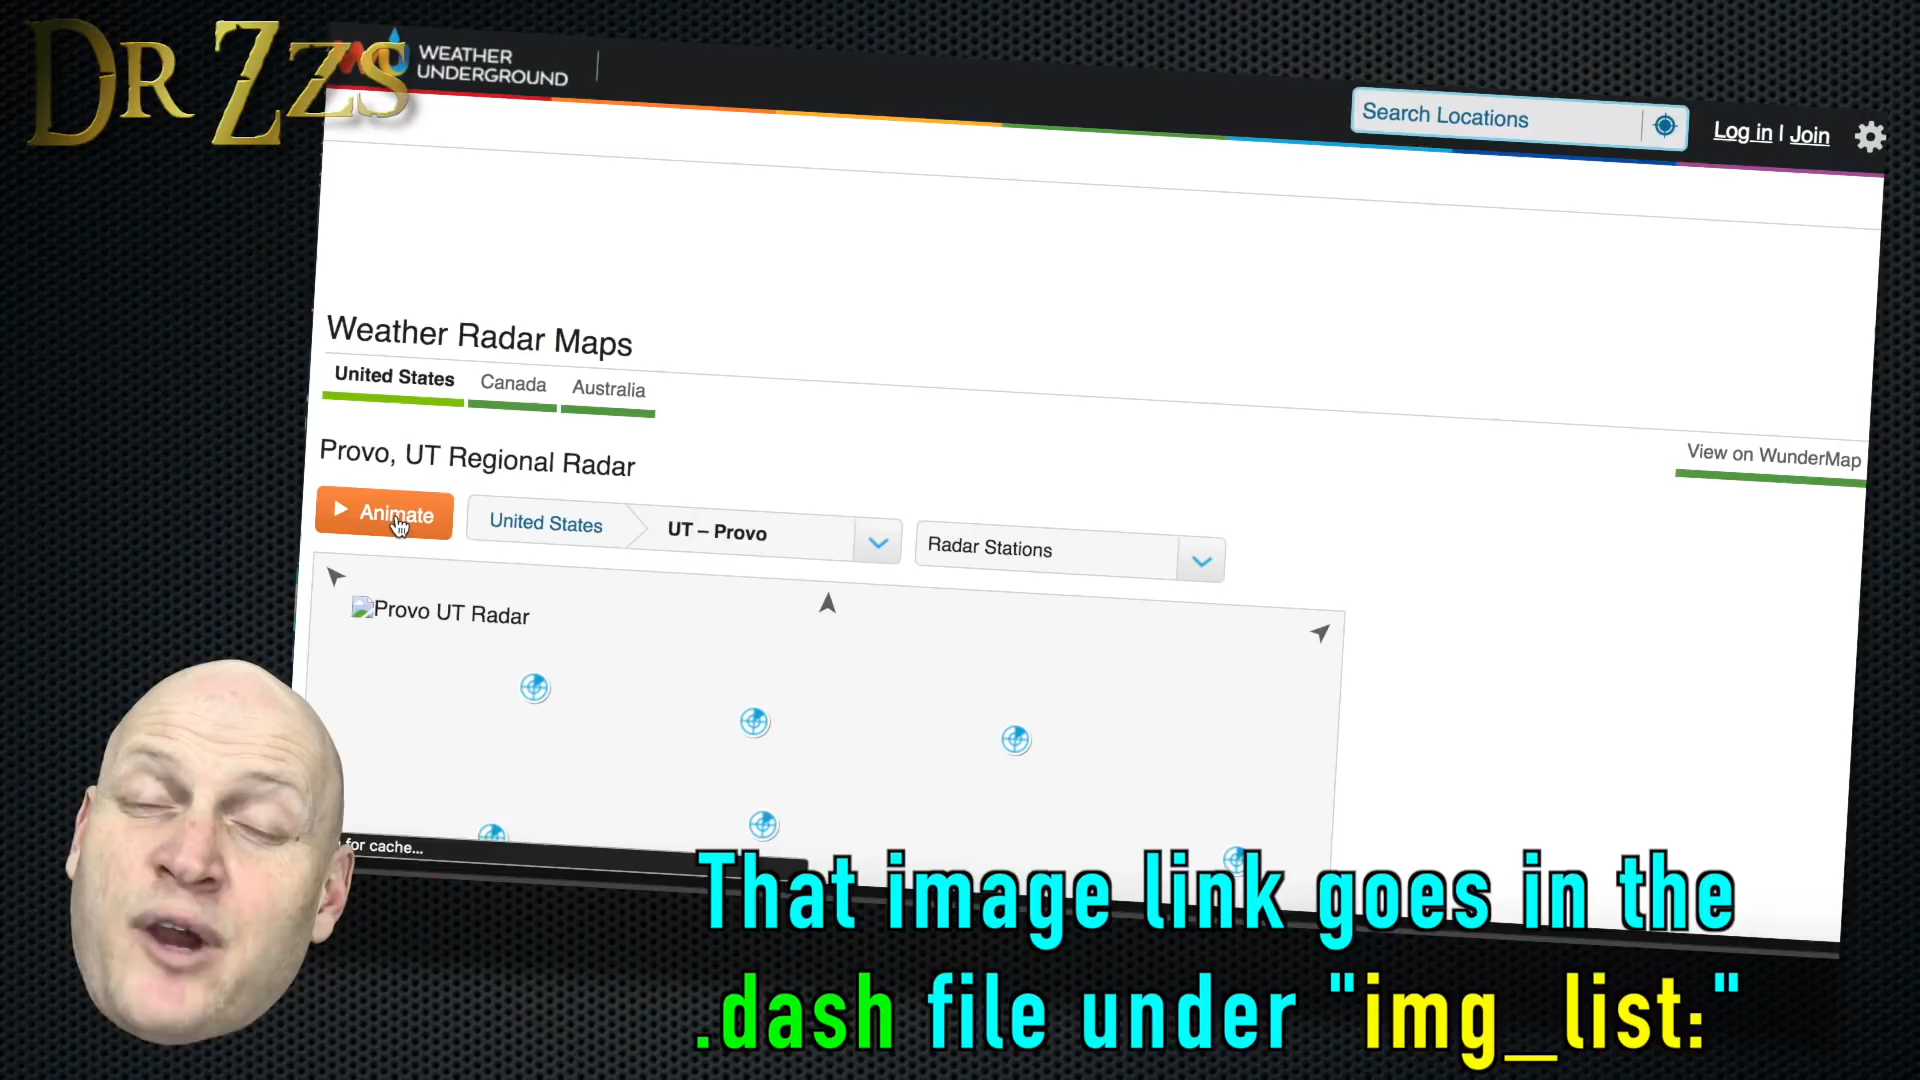 DR ZZS
WEATHER
UNDERGROUND
Search Locations
Log in | Join
Weather Radar Maps
United States
Canada
Australia
View on WunderMap
Provo, UT Regional Radar
Animate
United States
UT – Provo
Radar Stations
Provo UT Radar
for cache...
That image link goes in the
.dash file under "img_list:"